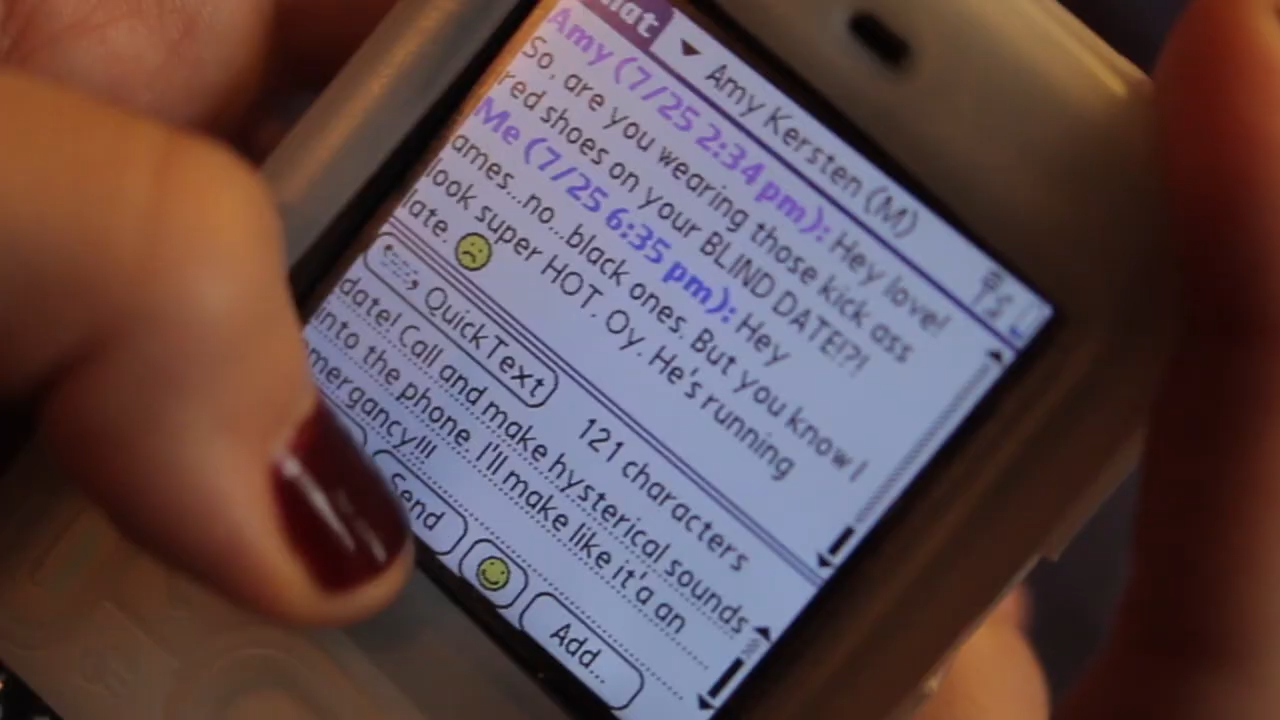 Amy Kersten (M)
Amy (7/25 2:34 pm): Hey love!
So, are you wearing those kick ass
red shoes on your BLIND DATE!?!
Me (7/25 6:35 pm): Hey
ames...no...black ones. But you know I
look super HOT. Oy. He's running
late.
QuickText
121 characters
date! Call and make hysterical sounds
into the phone. I'll make like it'a an
mergancy!!!!
Send
Add...